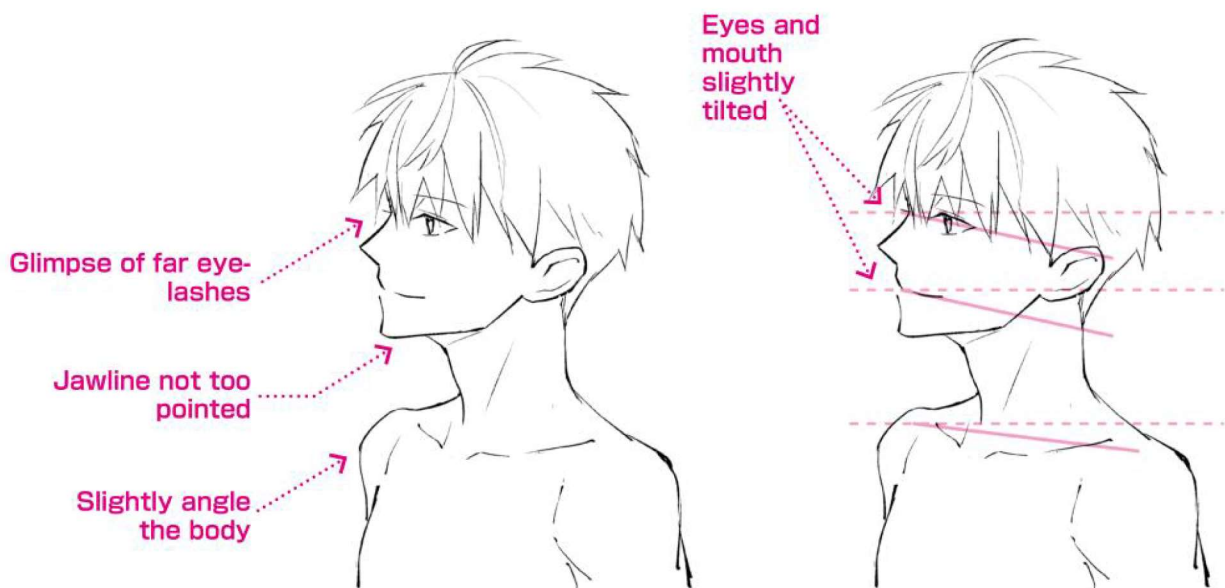 Eyes and
mouth
slightly
tilted
Glimpse of far eye-
lashes
Jawline not too
pointed
Slightly angle
the body